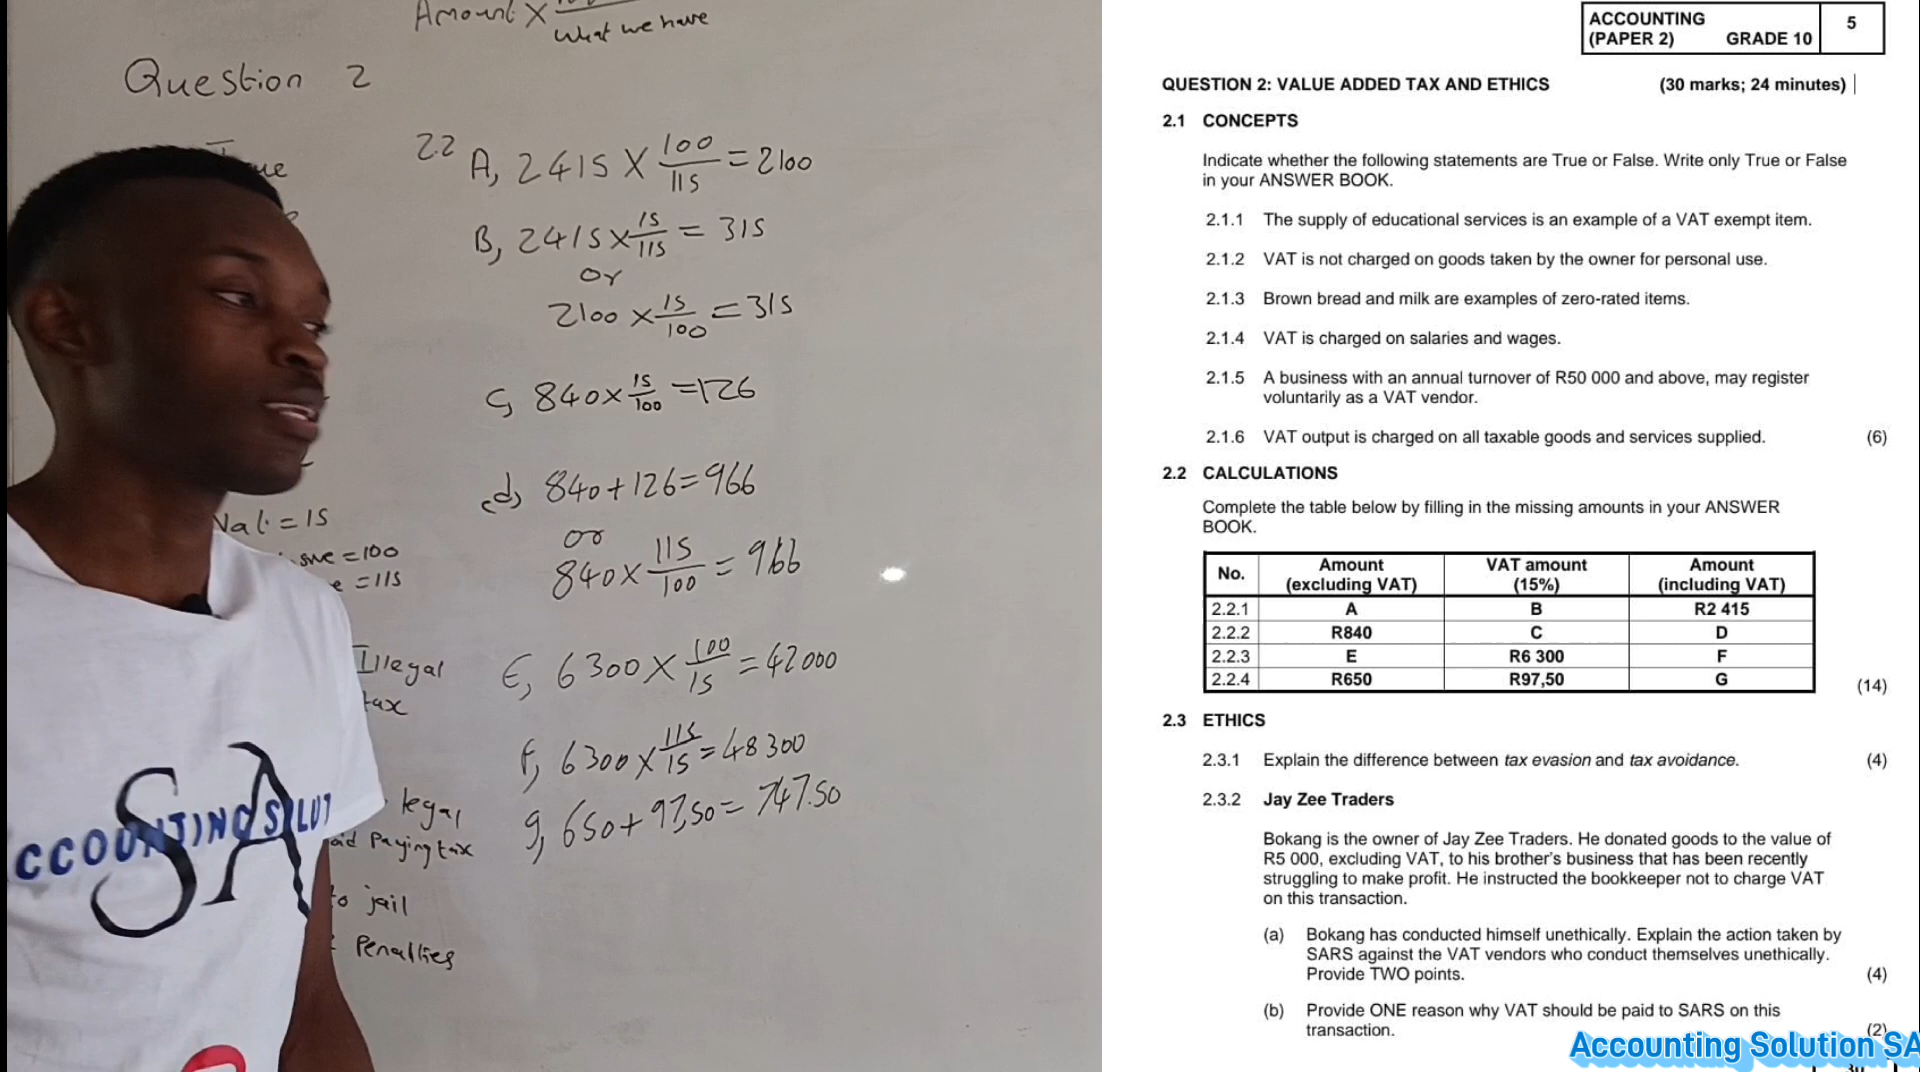 Amount X
What we have
Question 2
True
Vat = 15
= 100
= 115
Illegal
tax
legal
Paying tax
to jail
Penalties
2.2 A, 2415 X 100/115 = 2100
B, 2415 X 15/115 = 315
or
2100 X 15/100 = 315
C, 840 X 15/100 = 126
d, 840 + 126 = 966
or
840 X 115/100 = 966
E, 6300 X 100/15 = 42000
F, 6300 X 115/15 = 48300
g, 650 + 97,50 = 747.50
CCOUNTING SOLUT
SA
ACCOUNTING 5
(PAPER 2) GRADE 10
QUESTION 2: VALUE ADDED TAX AND ETHICS (30 marks; 24 minutes)
2.1 CONCEPTS
Indicate whether the following statements are True or False. Write only True or False
in your ANSWER BOOK.
2.1.1 The supply of educational services is an example of a VAT exempt item.
2.1.2 VAT is not charged on goods taken by the owner for personal use.
2.1.3 Brown bread and milk are examples of zero-rated items.
2.1.4 VAT is charged on salaries and wages.
2.1.5 A business with an annual turnover of R50 000 and above, may register
voluntarily as a VAT vendor.
2.1.6 VAT output is charged on all taxable goods and services supplied. (6)
2.2 CALCULATIONS
Complete the table below by filling in the missing amounts in your ANSWER
BOOK.
No. Amount (excluding VAT) VAT amount (15%) Amount (including VAT)
2.2.1 A B R2 415
2.2.2 R840 C D
2.2.3 E R6 300 F
2.2.4 R650 R97,50 G
(14)
2.3 ETHICS
2.3.1 Explain the difference between tax evasion and tax avoidance. (4)
2.3.2 Jay Zee Traders
Bokang is the owner of Jay Zee Traders. He donated goods to the value of
R5 000, excluding VAT, to his brother's business that has been recently
struggling to make profit. He instructed the bookkeeper not to charge VAT
on this transaction.
(a) Bokang has conducted himself unethically. Explain the action taken by
SARS against the VAT vendors who conduct themselves unethically.
Provide TWO points. (4)
(b) Provide ONE reason why VAT should be paid to SARS on this
transaction. (2)
Accounting Solution SA
30